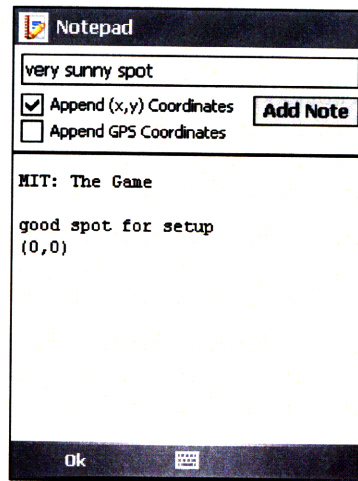 Notepad
very sunny spot
Append (x,y) Coordinates
Add Note
Append GPS Coordinates
MIT: The Game
good spot for setup
(0,0)
Ok